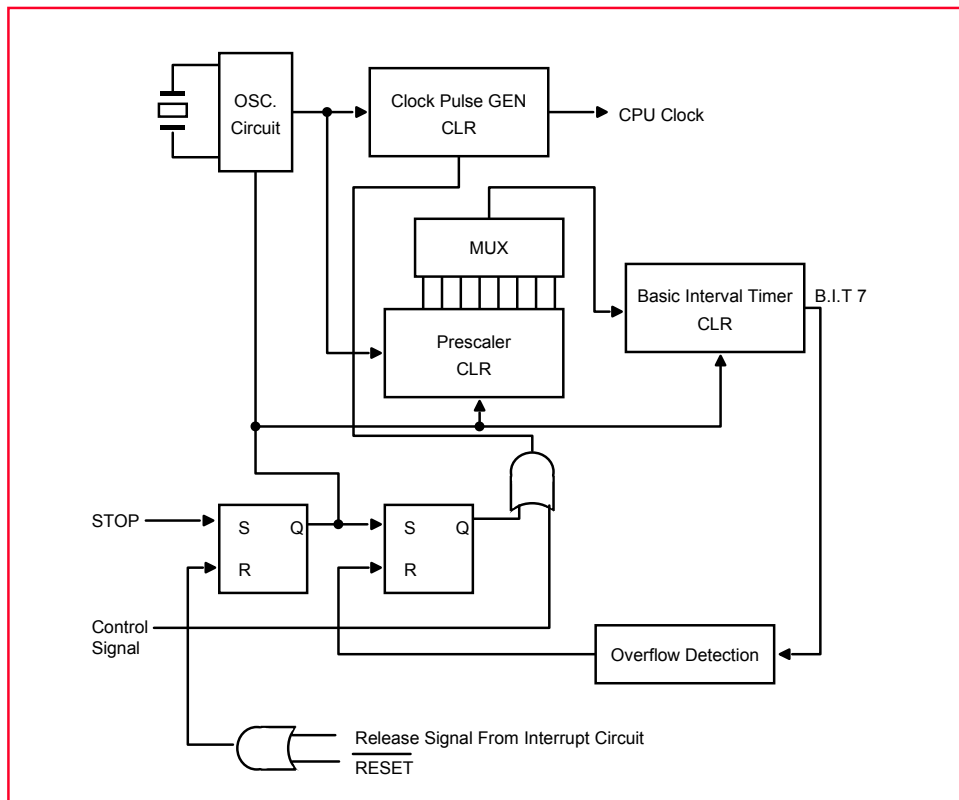 OSC.
Circuit
Clock Pulse GEN
CLR
CPU Clock
MUX
Basic Interval Timer
CLR
B.I.T 7
Prescaler
CLR
STOP
S
Q
R
S
Q
R
Control
Signal
Overflow Detection
Release Signal From Interrupt Circuit
RESET